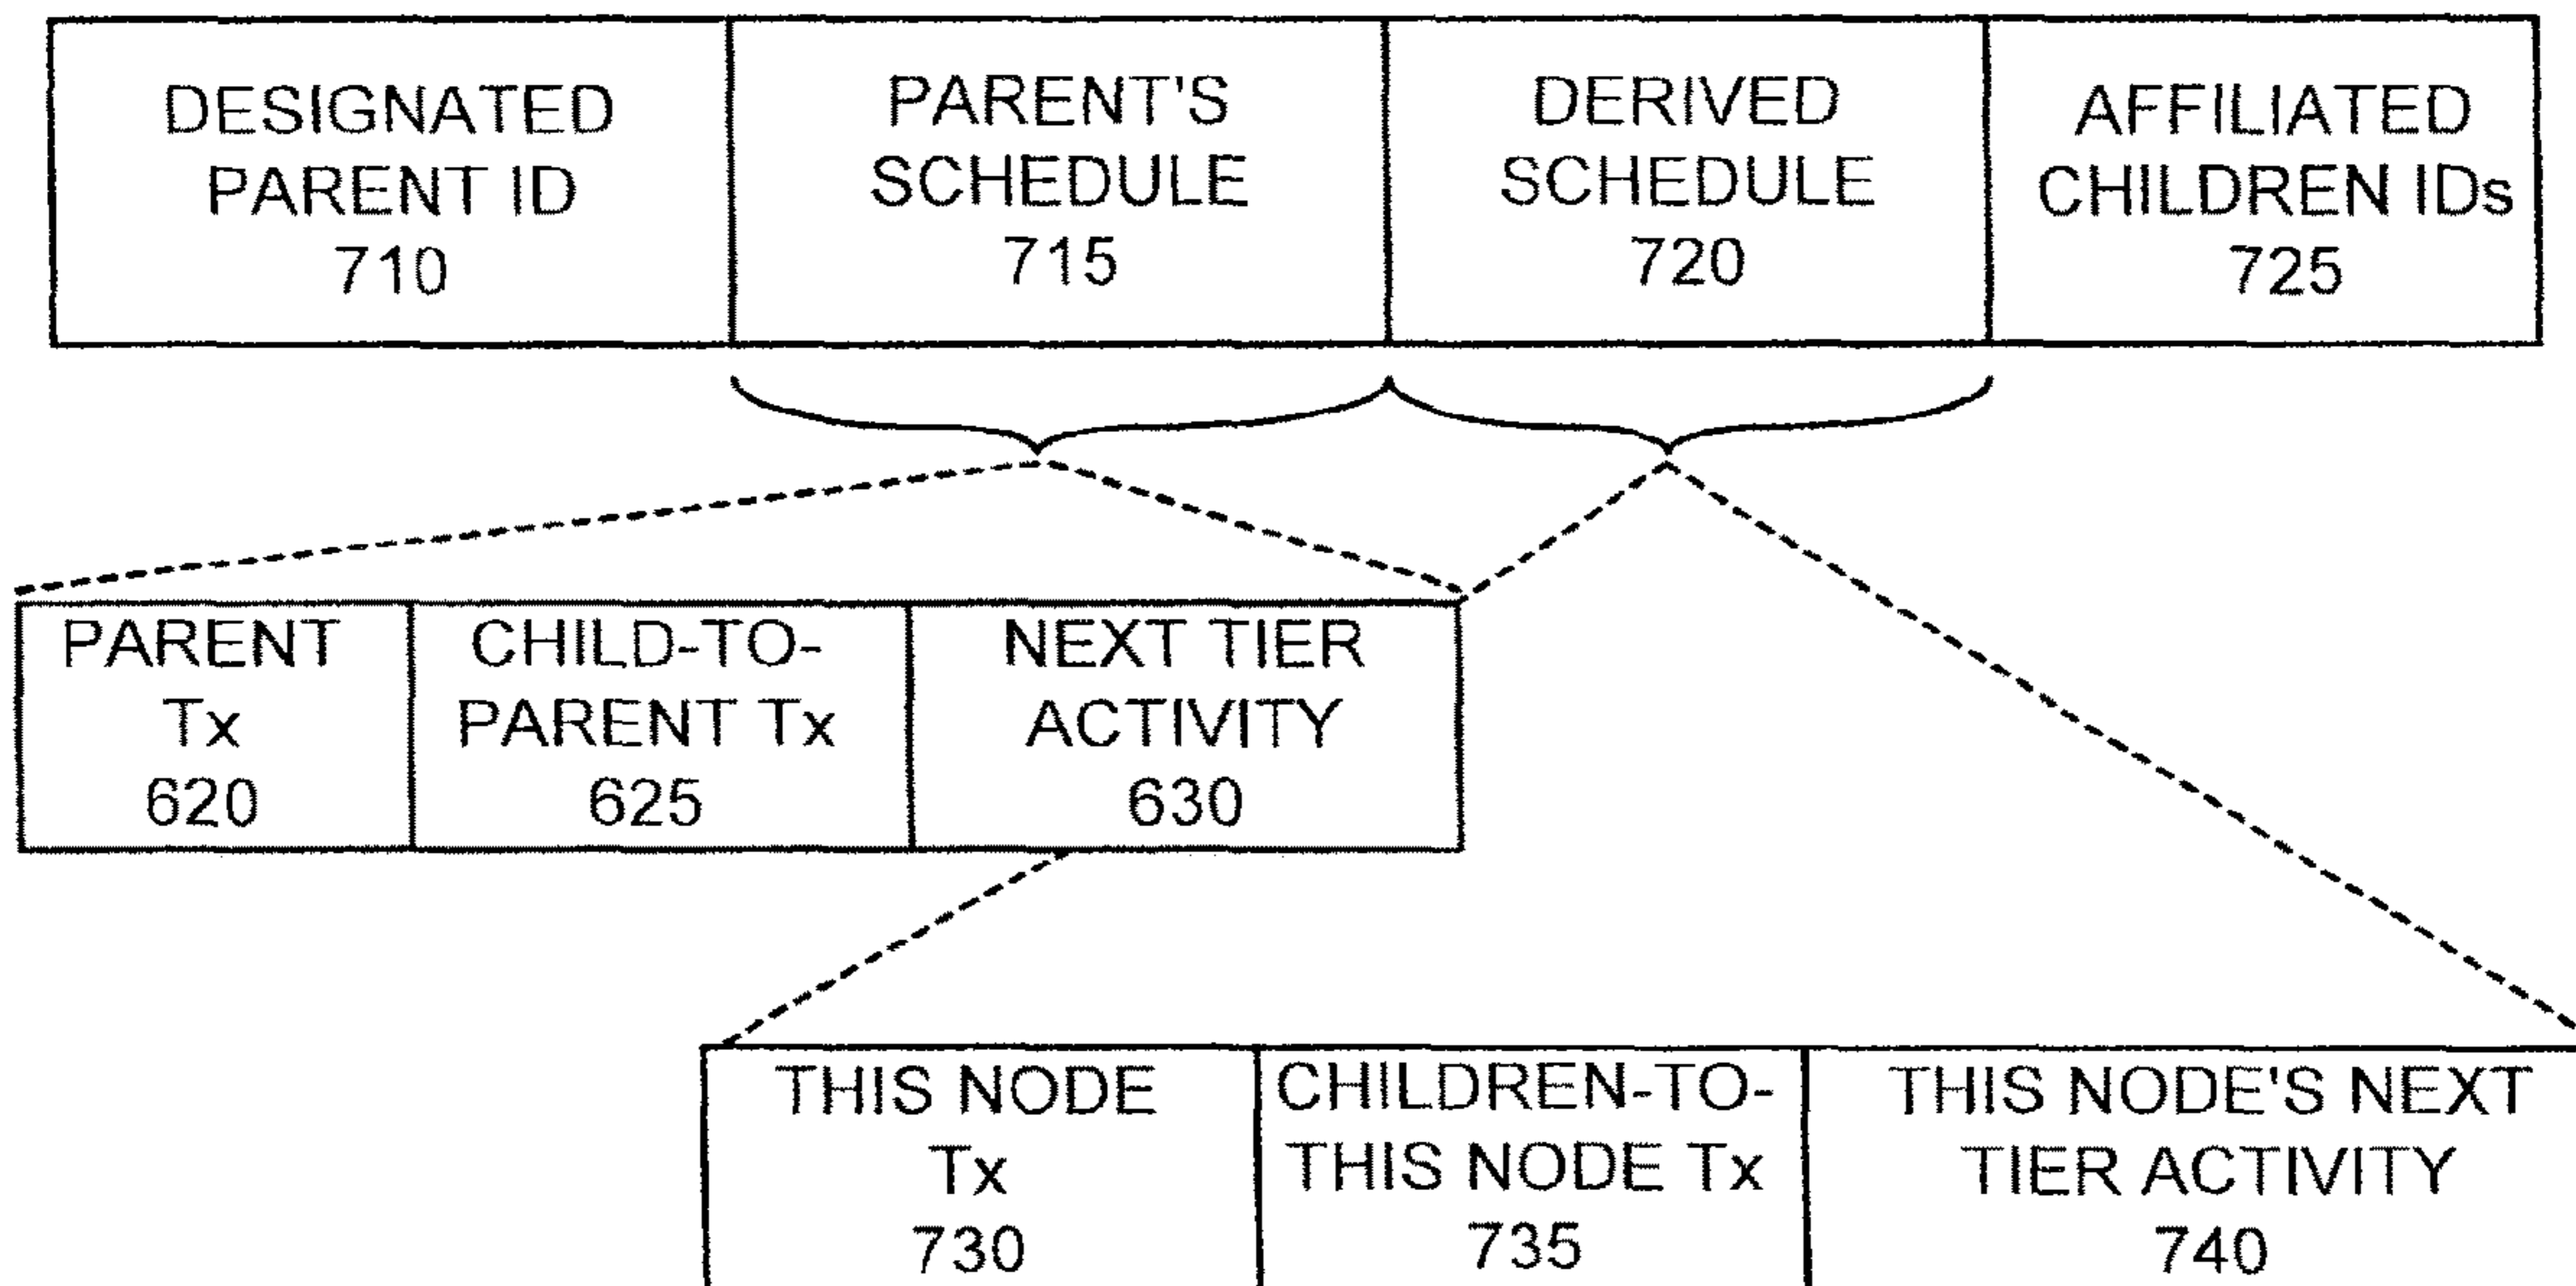 DESIGNATED
PARENT ID
710
PARENT'S
SCHEDULE
715
DERIVED
SCHEDULE
720
AFFILIATED
CHILDREN IDs
725
PARENT
Tx
620
CHILD-TO-
PARENT Tx
625
NEXT TIER
ACTIVITY
630
THIS NODE
Tx
730
CHILDREN-TO-
THIS NODE Tx
735
THIS NODE'S NEXT
TIER ACTIVITY
740